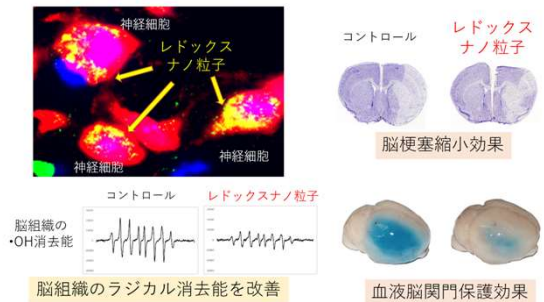 神経細胞
レドックス
ナノ粒子
神経細胞
神経細胞
コントロール
レドックスナノ粒子
脳組織の
・OH消去能
脳組織のラジカル消去能を改善
コントロール
レドックス
ナノ粒子
脳梗塞縮小効果
血液脳関門保護効果